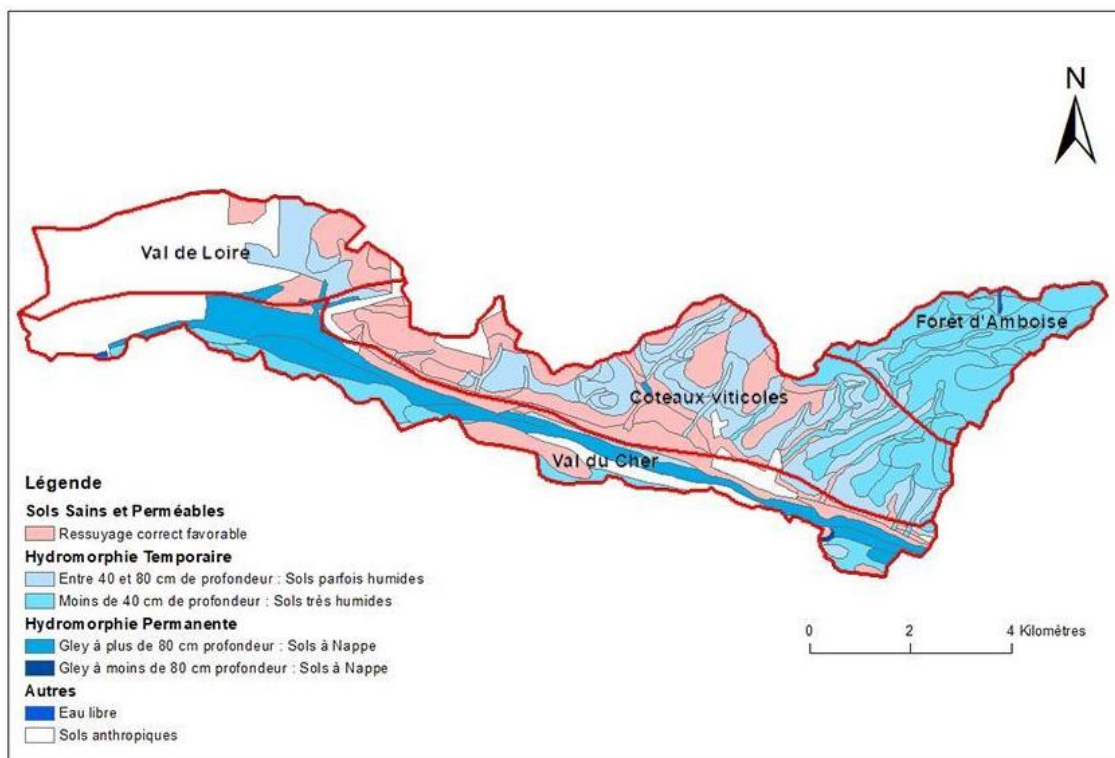 N
Val de Loire
Forêt d'Amboise
Coteaux viticoles
Val du Cher
Légende
Sols Sains et Perméables
Ressuyage correct favorable
Hydromorphie Temporaire
Entre 40 et 80 cm de profondeur : Sols parfois humides
Moins de 40 cm de profondeur : Sols très humides
Hydromorphie Permanente
Gley à plus de 80 cm profondeur : Sols à Nappe
Gley à moins de 80 cm profondeur : Sols à Nappe
Autres
Eau libre
Sols anthropiques
0 2 4 Kilomètres